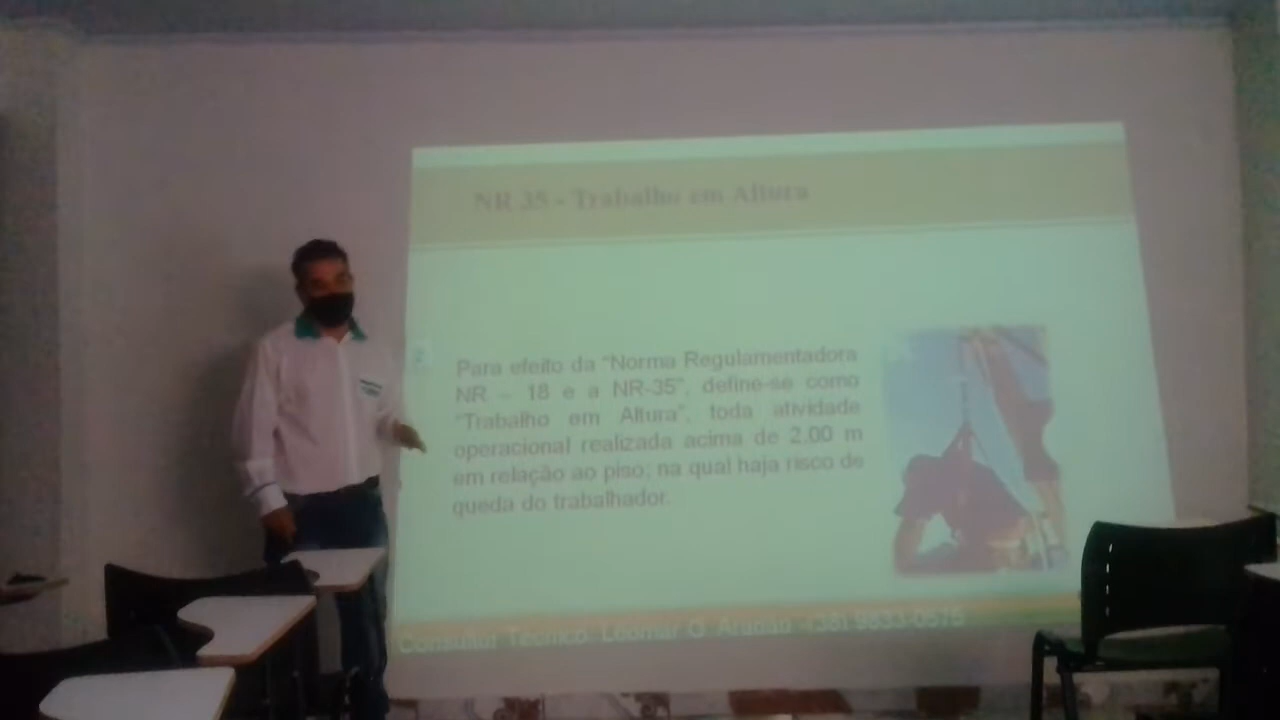 NR 35 - Trabalho em Altura
Para efeito da "Norma Regulamentadora
NR - 18 e a NR-35", define-se como
"Trabalho em Altura", toda atividade
operacional realizada acima de 2.00 m
em relação ao piso; na qual haja risco de
queda do trabalhador.
Técnico